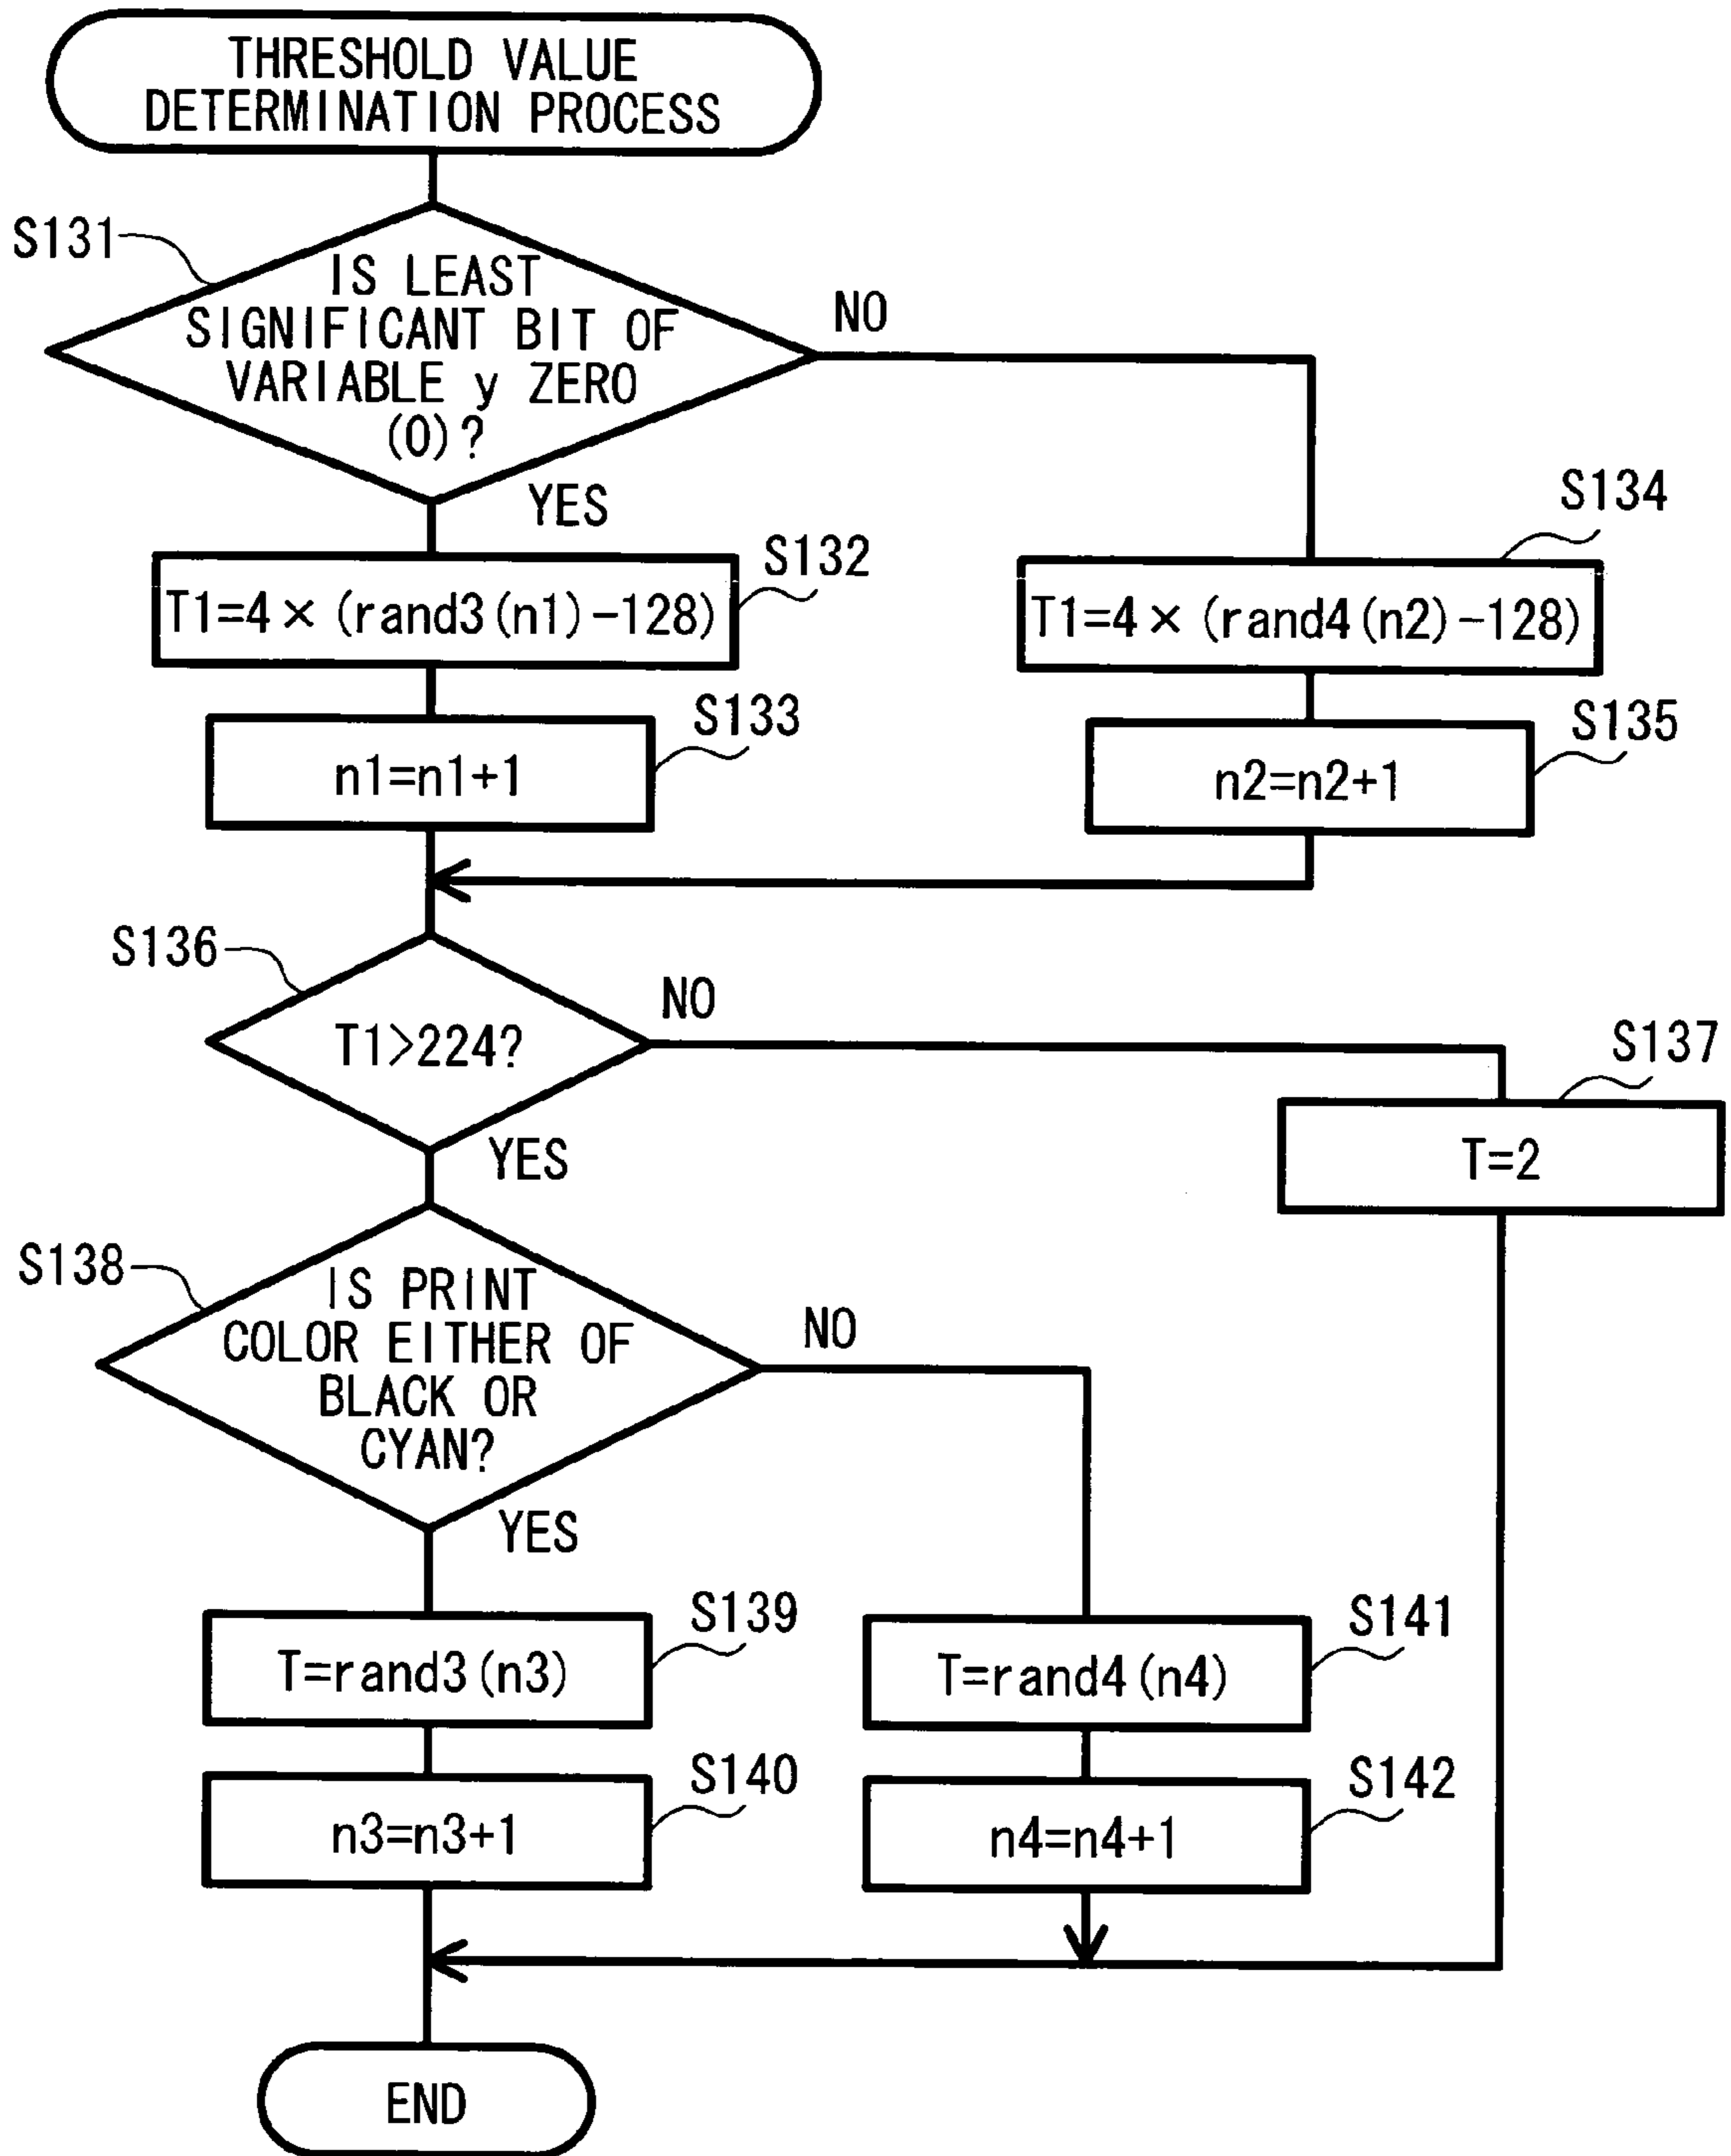 THRESHOLD VALUE
DETERMINATION PROCESS
S131
IS LEAST
SIGNIFICANT BIT OF
VARIABLE y ZERO
(0)?
NO
YES
S132
T1=4×(rand3(n1)-128)
S134
T1=4×(rand4(n2)-128)
S133
n1=n1+1
S135
n2=n2+1
S136
T1>224?
NO
YES
S137
T=2
S138
IS PRINT
COLOR EITHER OF
BLACK OR
CYAN?
NO
YES
S139
T=rand3(n3)
S141
T=rand4(n4)
S140
n3=n3+1
S142
n4=n4+1
END